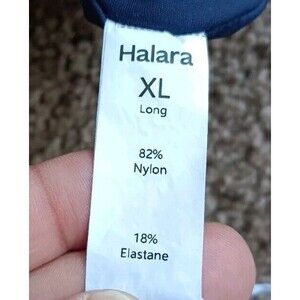 Halara
XL
Long
82%
Nylon
18%
Elastane